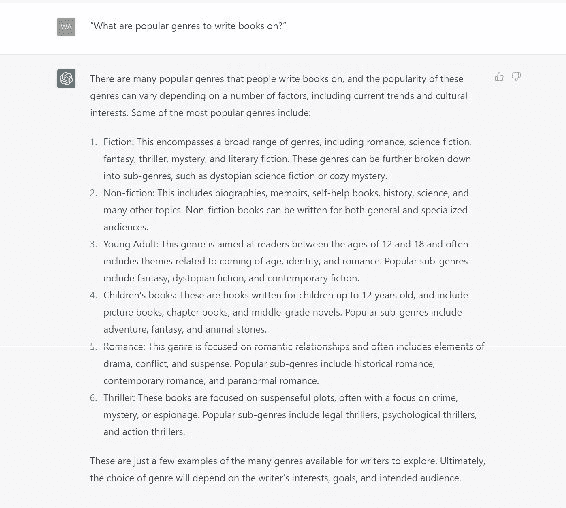 WA
"What are popular genres to write books on?"
There are many popular genres that people write books on, and the popularity of these
genres can vary depending on a number of factors, including current trends and cultural
interests. Some of the most popular genres include:
1. Fiction: This encompasses a broad range of genres, including romance, science fiction,
fantasy, thriller, mystery, and literary fiction. These genres can be further broken down
into sub-genres, such as dystopian science fiction or cozy mystery.
2. Non-fiction: This includes biographies, memoirs, self-help books, history, science, and
many other topics. Non-fiction books can be written for both general and specialized
audiences.
3. Young Adult: This genre is aimed at readers between the ages of 12 and 18 and often
includes themes related to coming of age, identity, and romance. Popular sub-genres
include fantasy, dystopian fiction, and contemporary fiction.
4. Children's books: These are books written for children up to 12 years old, and include
picture books, chapter books, and middle-grade novels. Popular sub-genres include
adventure, fantasy, and animal stories.
5. Romance: This genre is focused on romantic relationships and often includes elements of
drama, conflict, and suspense. Popular sub-genres include historical romance,
contemporary romance, and paranormal romance.
6. Thriller: These books are focused on suspenseful plots, often with a focus on crime,
mystery, or espionage. Popular sub-genres include legal thrillers, psychological thrillers,
and action thrillers.
These are just a few examples of the many genres available for writers to explore. Ultimately,
the choice of genre will depend on the writer's interests, goals, and intended audience.